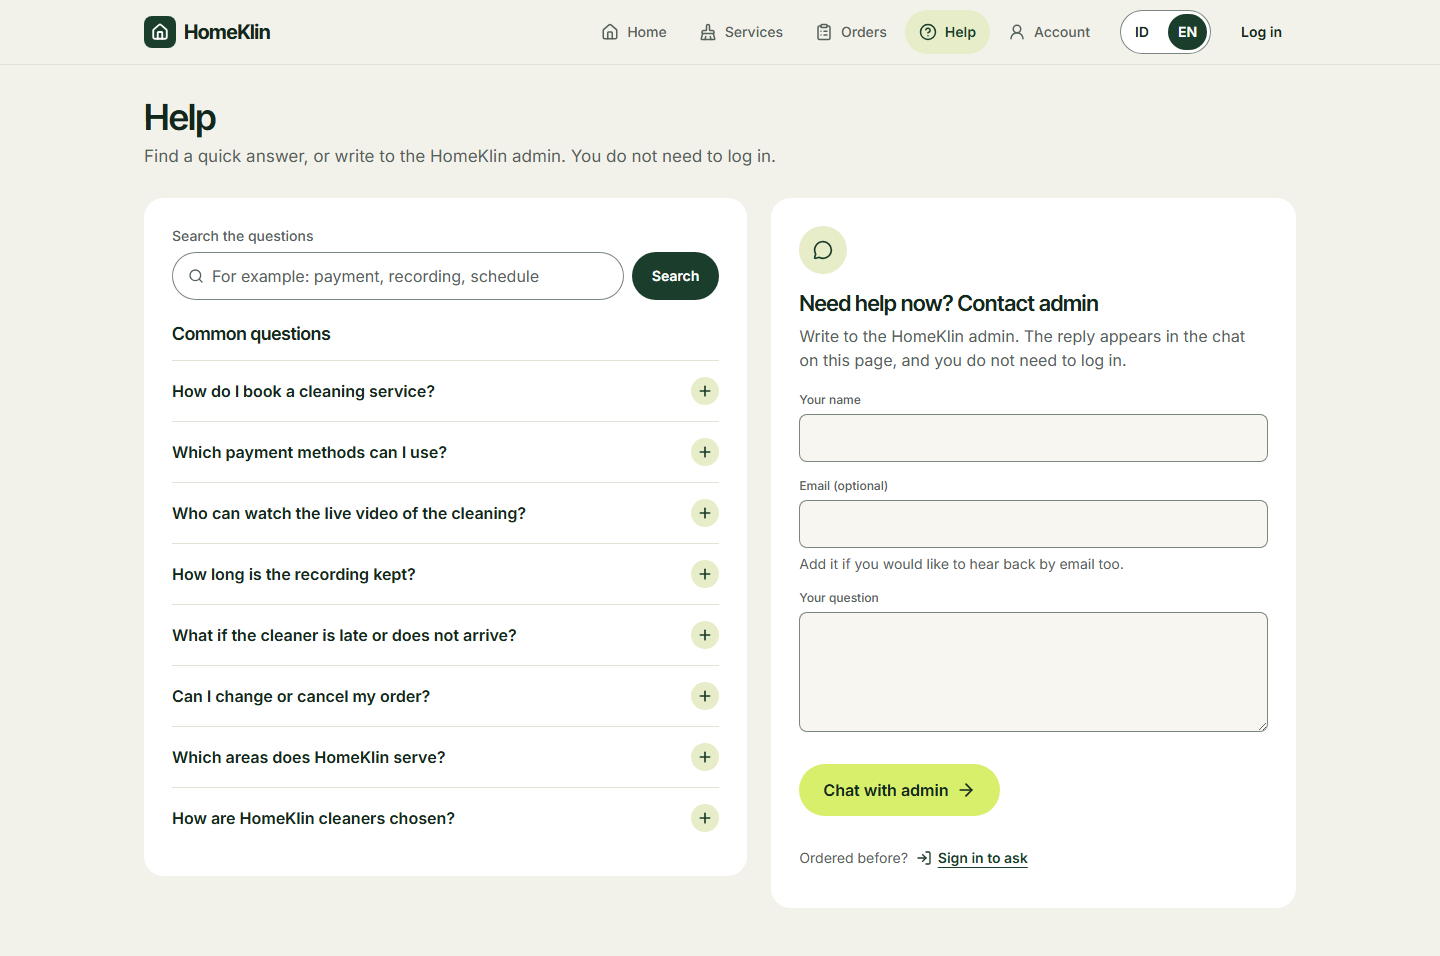 HomeKlin
Home
Services
Orders
Help
Account
ID
EN
Log in
Help
Find a quick answer, or write to the HomeKlin admin. You do not need to log in.
Search the questions
For example: payment, recording, schedule
Search
Common questions
How do I book a cleaning service?
Which payment methods can I use?
Who can watch the live video of the cleaning?
How long is the recording kept?
What if the cleaner is late or does not arrive?
Can I change or cancel my order?
Which areas does HomeKlin serve?
How are HomeKlin cleaners chosen?
Need help now? Contact admin
Write to the HomeKlin admin. The reply appears in the chat
on this page, and you do not need to log in.
Your name
Email (optional)
Add it if you would like to hear back by email too.
Your question
Chat with admin
Ordered before? Sign in to ask